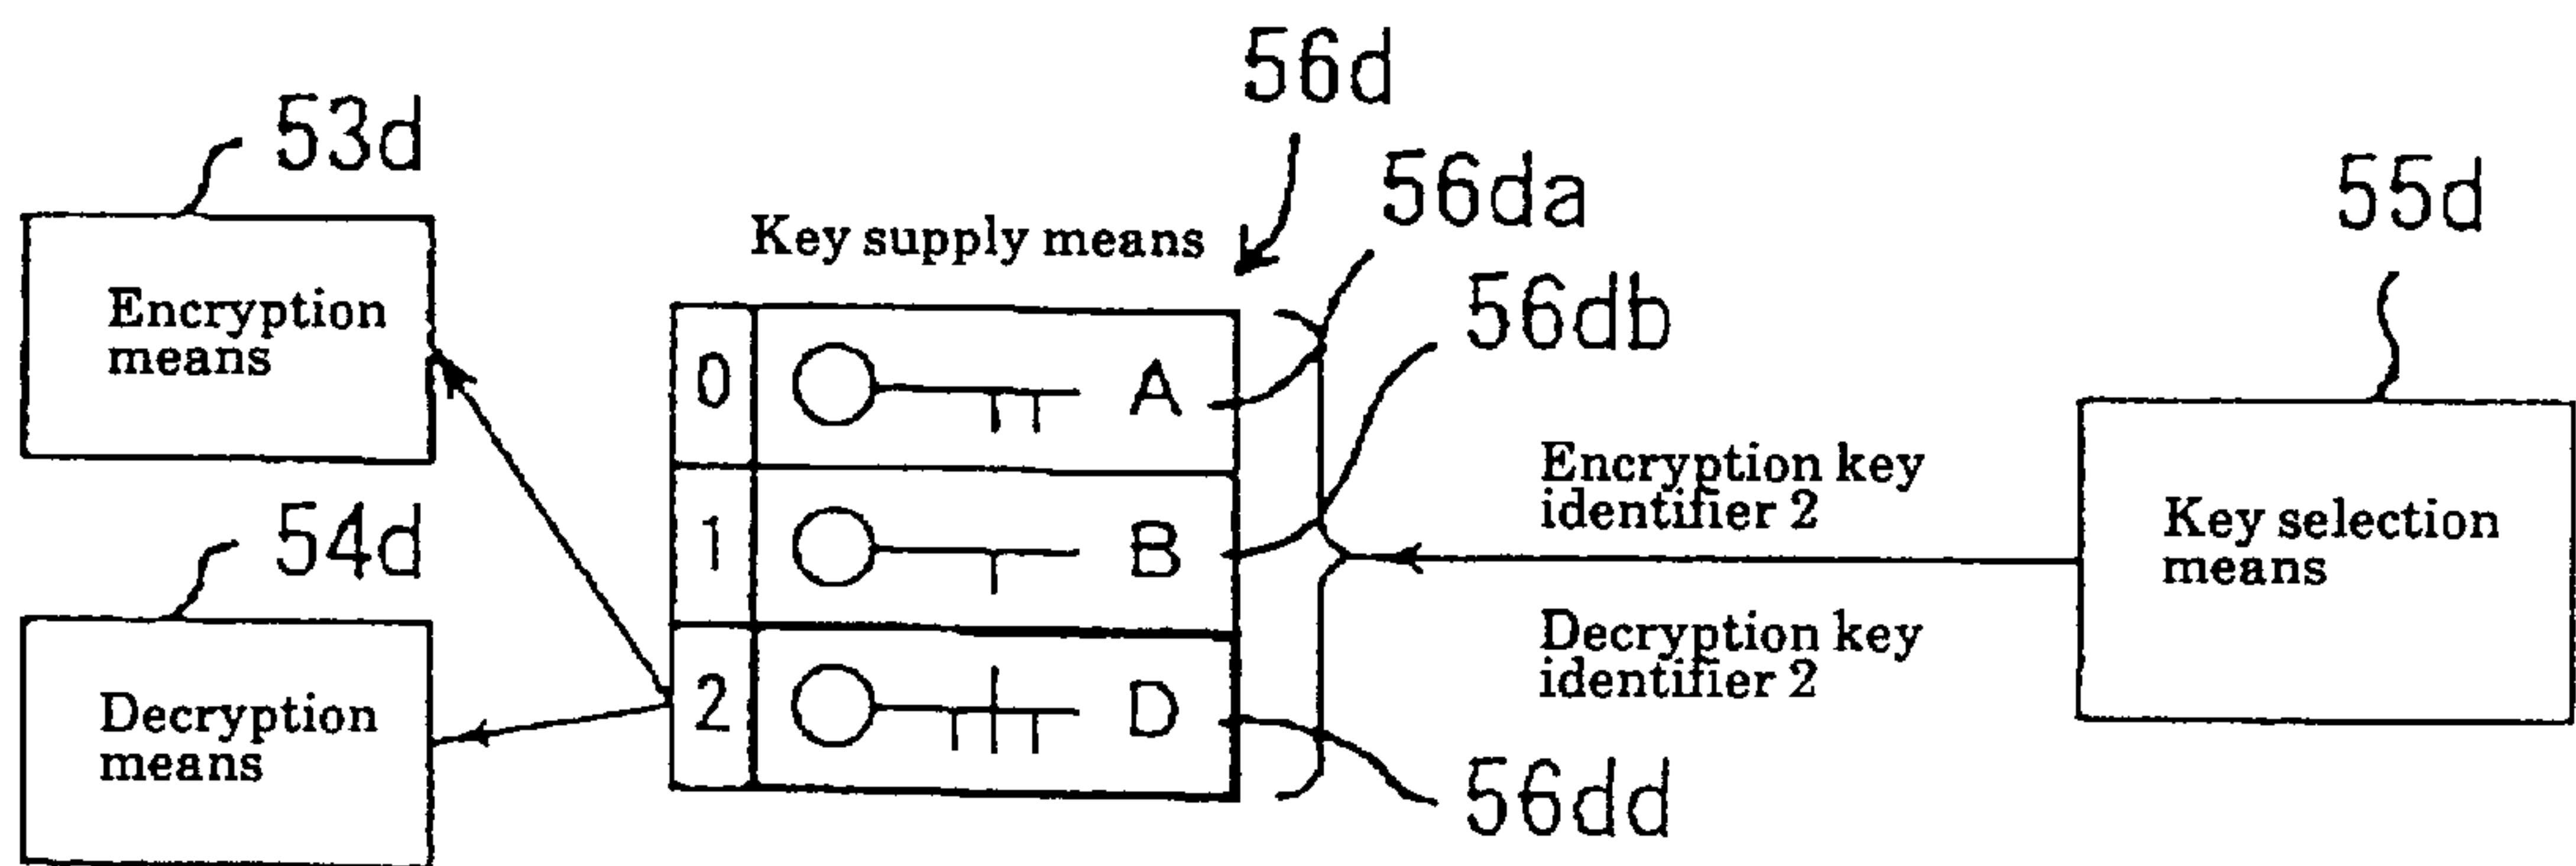 56d
53d
56da
55d
Key supply means
56db
Encryption
means
0
A
Encryption key
identifier 2
1
B
Key selection
means
54d
Decryption key
identifier 2
2
D
Decryption
means
56dd